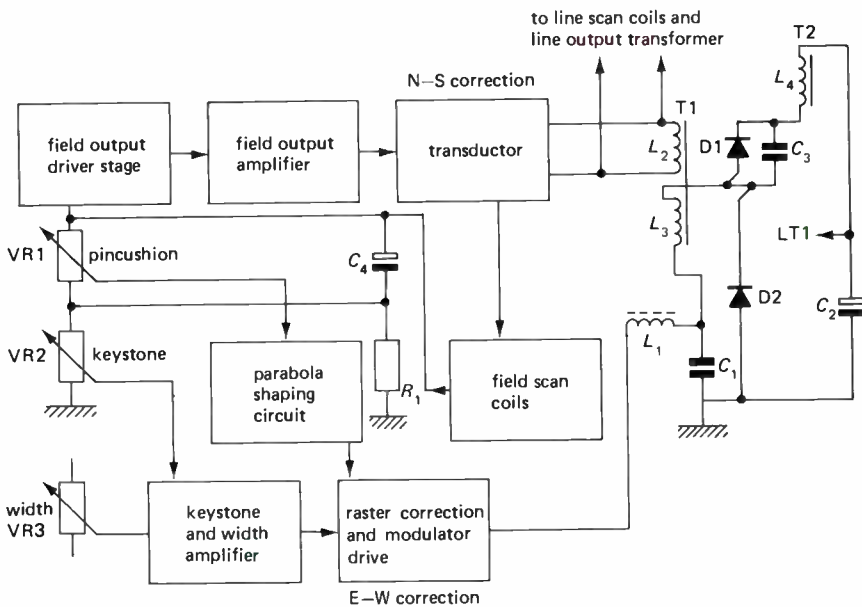 to line scan coils and
line output transformer
T2
N–S correction
L4
T1
field output
driver stage
field output
amplifier
transductor
L2
D1
C3
VR1
pincushion
C4
L3
LT1
D2
C2
VR2
keystone
L1
C1
parabola
shaping
circuit
R1
field scan
coils
width
VR3
keystone
and width
amplifier
raster correction
and modulator
drive
E–W correction